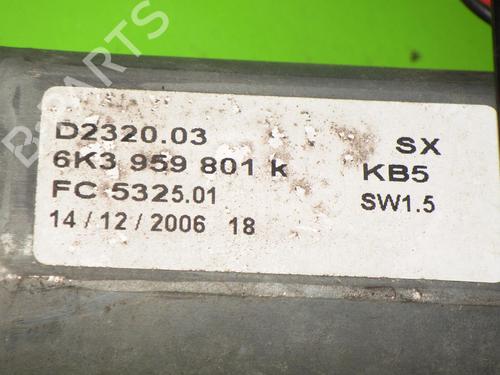 D2320.03 SX
6K3 959 801 k KB5
FC 5325.01 SW1.5
14/12/2006 18
B-PARTS